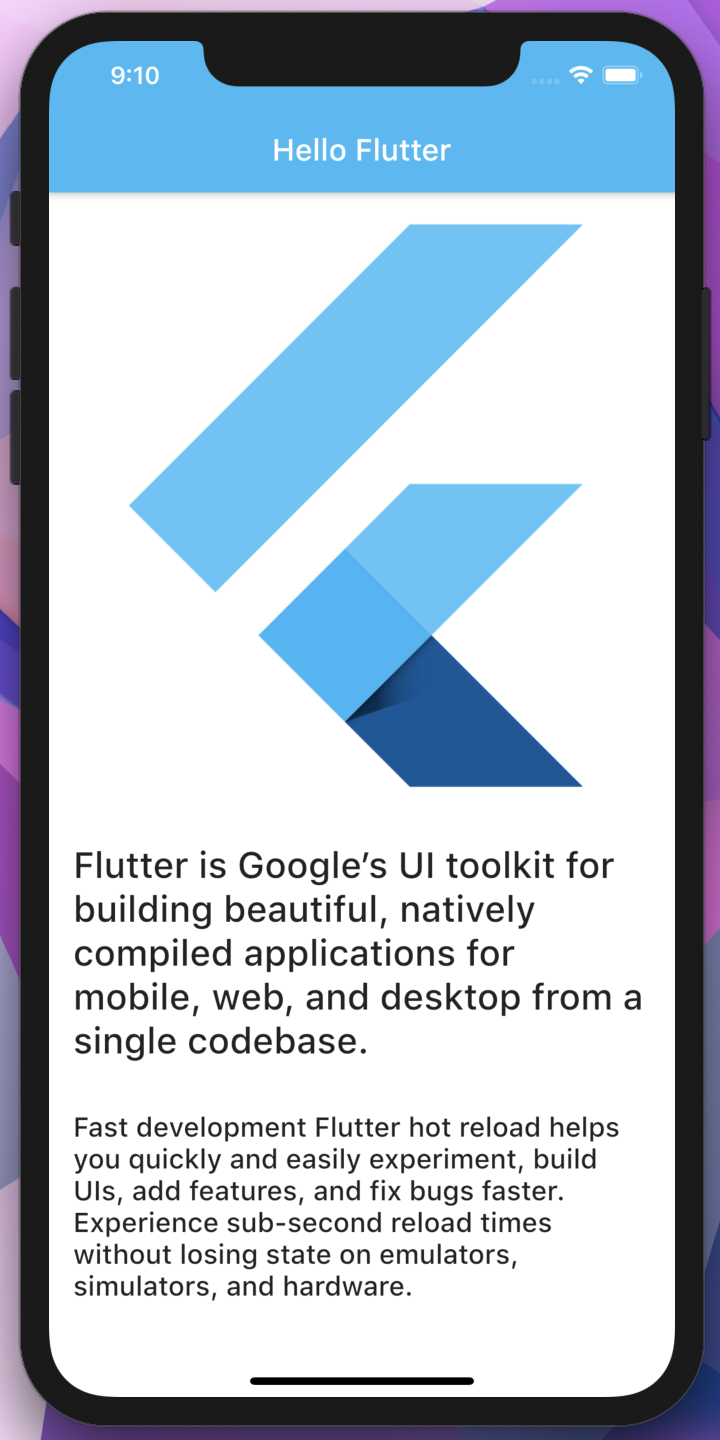 9:10
Hello Flutter
Flutter is Google’s UI toolkit for
building beautiful, natively
compiled applications for
mobile, web, and desktop from a
single codebase.
Fast development Flutter hot reload helps
you quickly and easily experiment, build
UIs, add features, and fix bugs faster.
Experience sub-second reload times
without losing state on emulators,
simulators, and hardware.